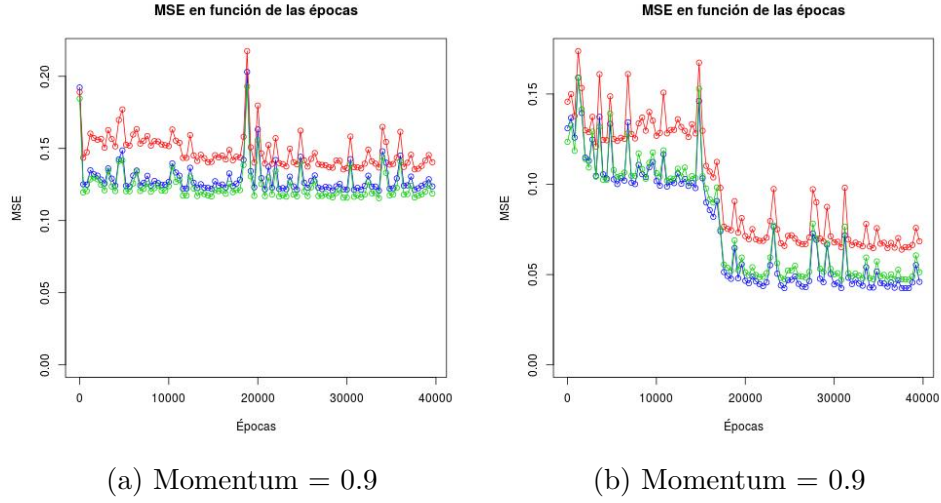 MSE en función de las épocas
MSE
0.00 0.05 0.10 0.15 0.20
0 10000 20000 30000 40000
Épocas
(a) Momentum = 0.9
MSE en función de las épocas
MSE
0.00 0.05 0.10 0.15
0 10000 20000 30000 40000
Épocas
(b) Momentum = 0.9